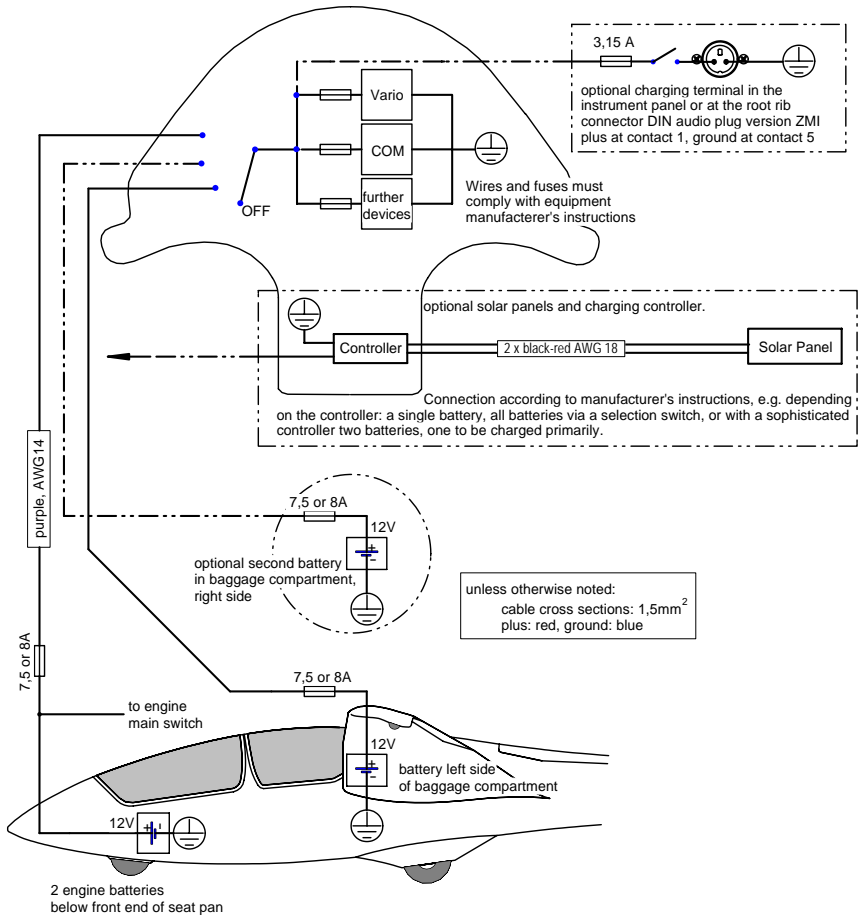 3,15 A
optional charging terminal in the
instrument panel or at the root rib
connector DIN audio plug version ZMI
plus at contact 1, ground at contact 5
Vario
COM
further
devices
OFF
Wires and fuses must
comply with equipment
manufacterer's instructions
optional solar panels and charging controller.
Controller
2 x black-red AWG 18
Solar Panel
Connection according to manufacturer's instructions, e.g. depending
on the controller: a single battery, all batteries via a selection switch, or with a sophisticated
controller two batteries, one to be charged primarily.
purple, AWG14
7,5 or 8A
12V
+
-
optional second battery
in baggage compartment,
right side
unless otherwise noted:
cable cross sections: 1,5mm²
plus: red, ground: blue
7,5 or 8A
7,5 or 8A
to engine
main switch
12V
+
-
battery left side
of baggage compartment
12V
+ -
2 engine batteries
below front end of seat pan